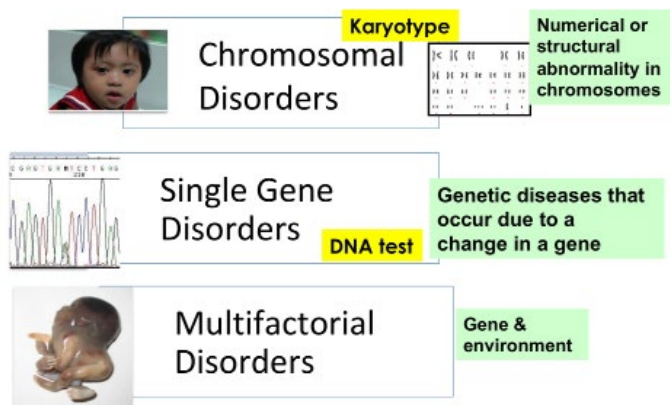 Karyotype
Chromosomal
Disorders
Numerical or
structural
abnormality in
chromosomes
Single Gene
Disorders
DNA test
Genetic diseases that
occur due to a
change in a gene
Multifactorial
Disorders
Gene &
environment